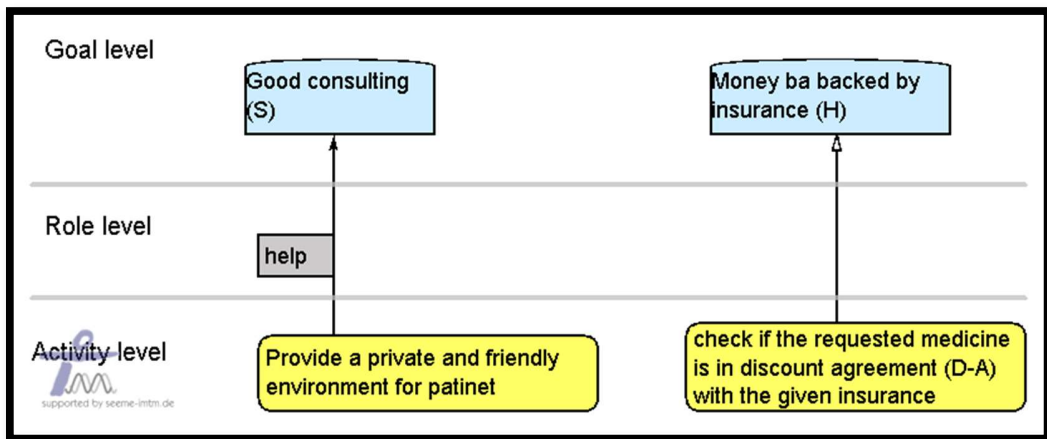 Goal level
Good consulting
(S)
Money ba backed by
insurance (H)
Role level
help
Activity level
Provide a private and friendly
environment for patinet
check if the requested medicine
is in discount agreement (D-A)
with the given insurance
supported by seeme-imtm.de